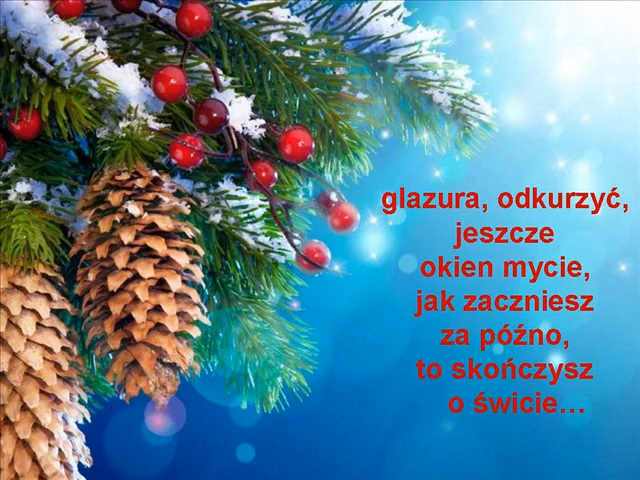 glazura, odkurzyć,
jeszcze
okien mycie,
jak zaczniesz
za późno,
to skończysz
o świcie…